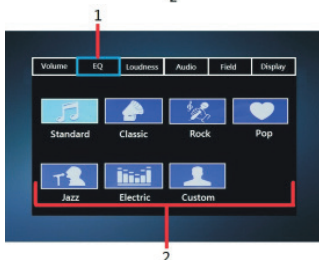 1
Volume EQ Loudness Audio Field Display
Standard Classic Rock Pop
Jazz Electric Custom
2